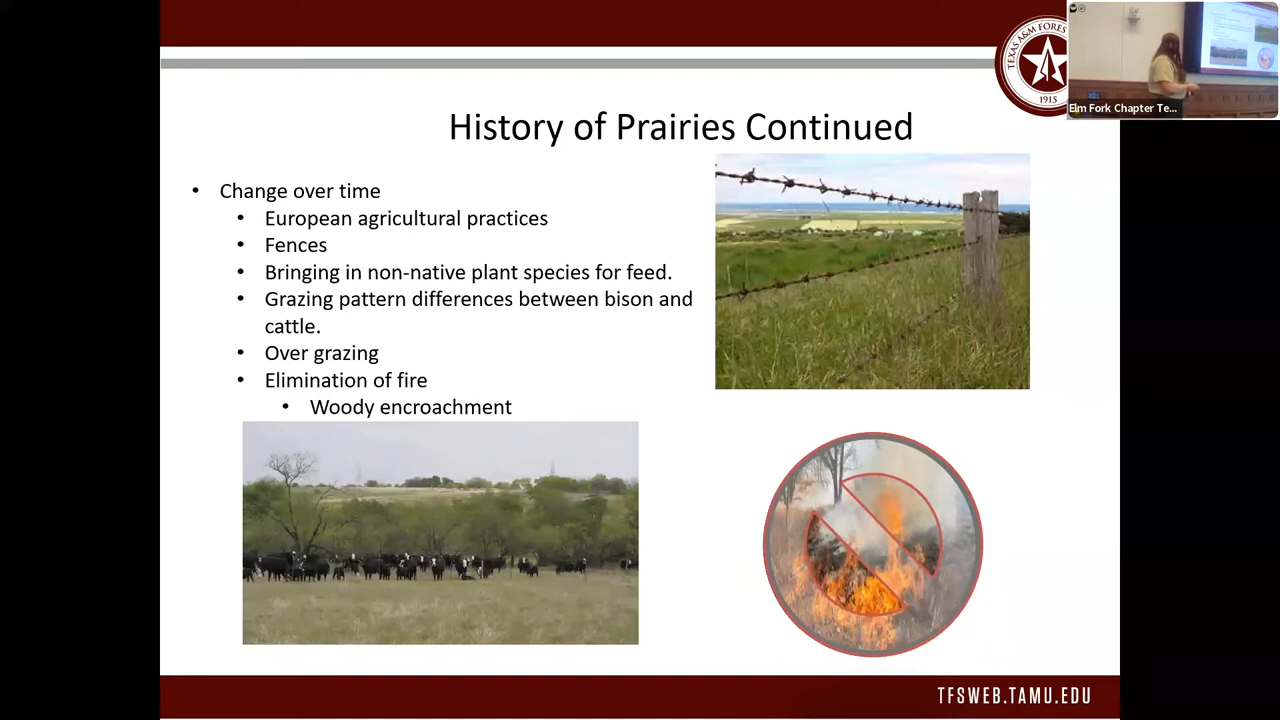 TEXAS A&M FORES
1915
Elm Fork Chapter Te...
History of Prairies Continued
• Change over time
• European agricultural practices
• Fences
• Bringing in non-native plant species for feed.
• Grazing pattern differences between bison and
cattle.
• Over grazing
• Elimination of fire
• Woody encroachment
TFSWEB.TAMU.EDU